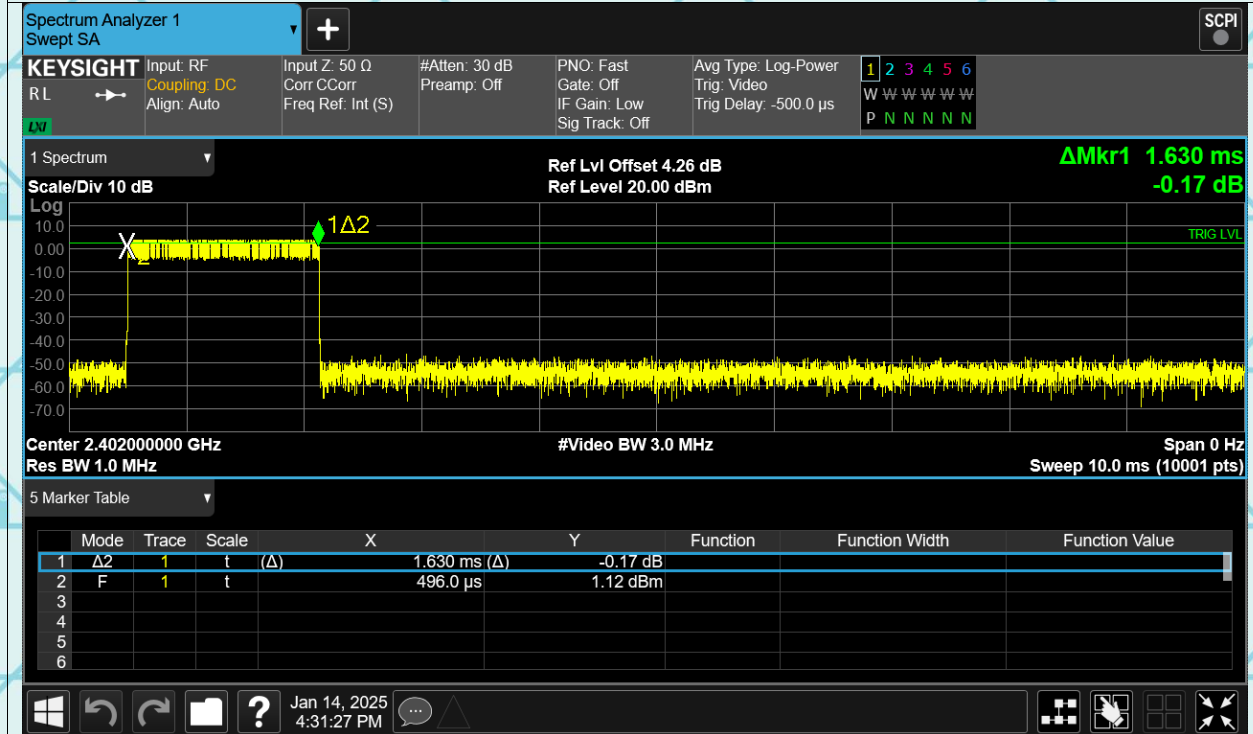 Spectrum Analyzer 1
Swept SA
+
SCPI
KEYSIGHT
RL
LXI
Input: RF
Coupling: DC
Align: Auto
Input Z: 50 Ω
Corr CCorr
Freq Ref: Int (S)
#Atten: 30 dB
Preamp: Off
PNO: Fast
Gate: Off
IF Gain: Low
Sig Track: Off
Avg Type: Log-Power
Trig: Video
Trig Delay: -500.0 µs
1 2 3 4 5 6
W W W W W W
P N N N N N
1 Spectrum
Scale/Div 10 dB
Ref Lvl Offset 4.26 dB
Ref Level 20.00 dBm
ΔMkr1 1.630 ms
-0.17 dB
Log
10.0
0.00
-10.0
-20.0
-30.0
-40.0
-50.0
-60.0
-70.0
X
2
1Δ2
TRIG LVL
Center 2.402000000 GHz
#Video BW 3.0 MHz
Span 0 Hz
Res BW 1.0 MHz
Sweep 10.0 ms (10001 pts)
5 Marker Table
Mode Trace Scale X Y Function Function Width Function Value
1 Δ2 1 t (Δ) 1.630 ms (Δ) -0.17 dB
2 F 1 t 496.0 µs 1.12 dBm
3
4
5
6
?
Jan 14, 2025
4:31:27 PM